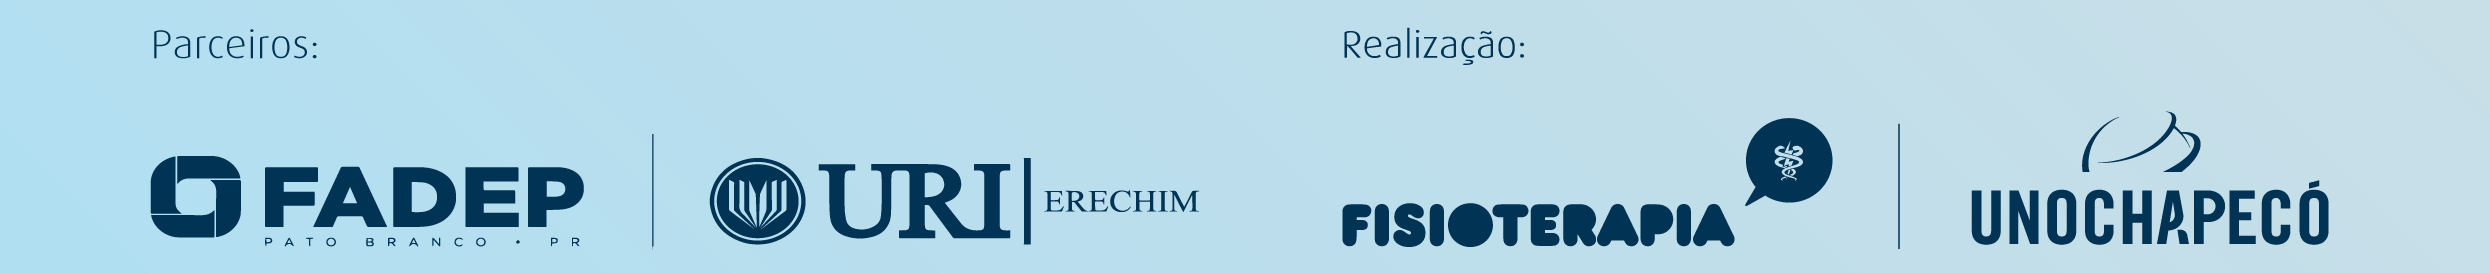 Parceiros:
FADEP
PATO BRANCO • PR
URI
ERECHIM
Realização:
FISIOTERAPIA
UNOCHAPECÓ